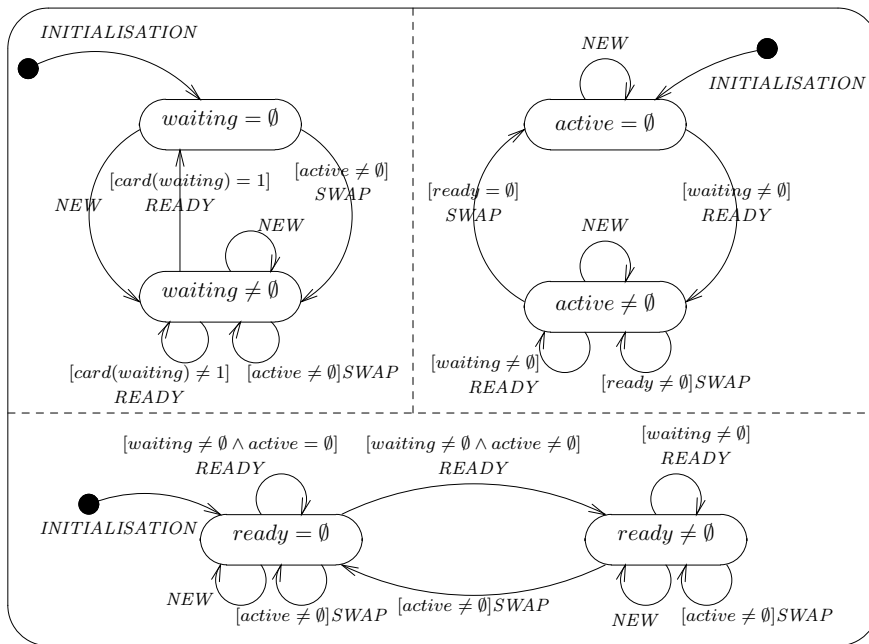 INITIALISATION
waiting = ∅
[card(waiting) = 1]
READY
[active ≠ ∅]
SWAP
NEW
NEW
waiting ≠ ∅
[card(waiting) ≠ 1]
READY
[active ≠ ∅]SWAP
NEW
INITIALISATION
active = ∅
[ready = ∅]
SWAP
[waiting ≠ ∅]
READY
NEW
active ≠ ∅
[waiting ≠ ∅]
READY
[ready ≠ ∅]SWAP
[waiting ≠ ∅ ∧ active = ∅]
READY
[waiting ≠ ∅ ∧ active ≠ ∅]
READY
[waiting ≠ ∅]
READY
INITIALISATION
ready = ∅
ready ≠ ∅
NEW
[active ≠ ∅]SWAP
[active ≠ ∅]SWAP
NEW
[active ≠ ∅]SWAP